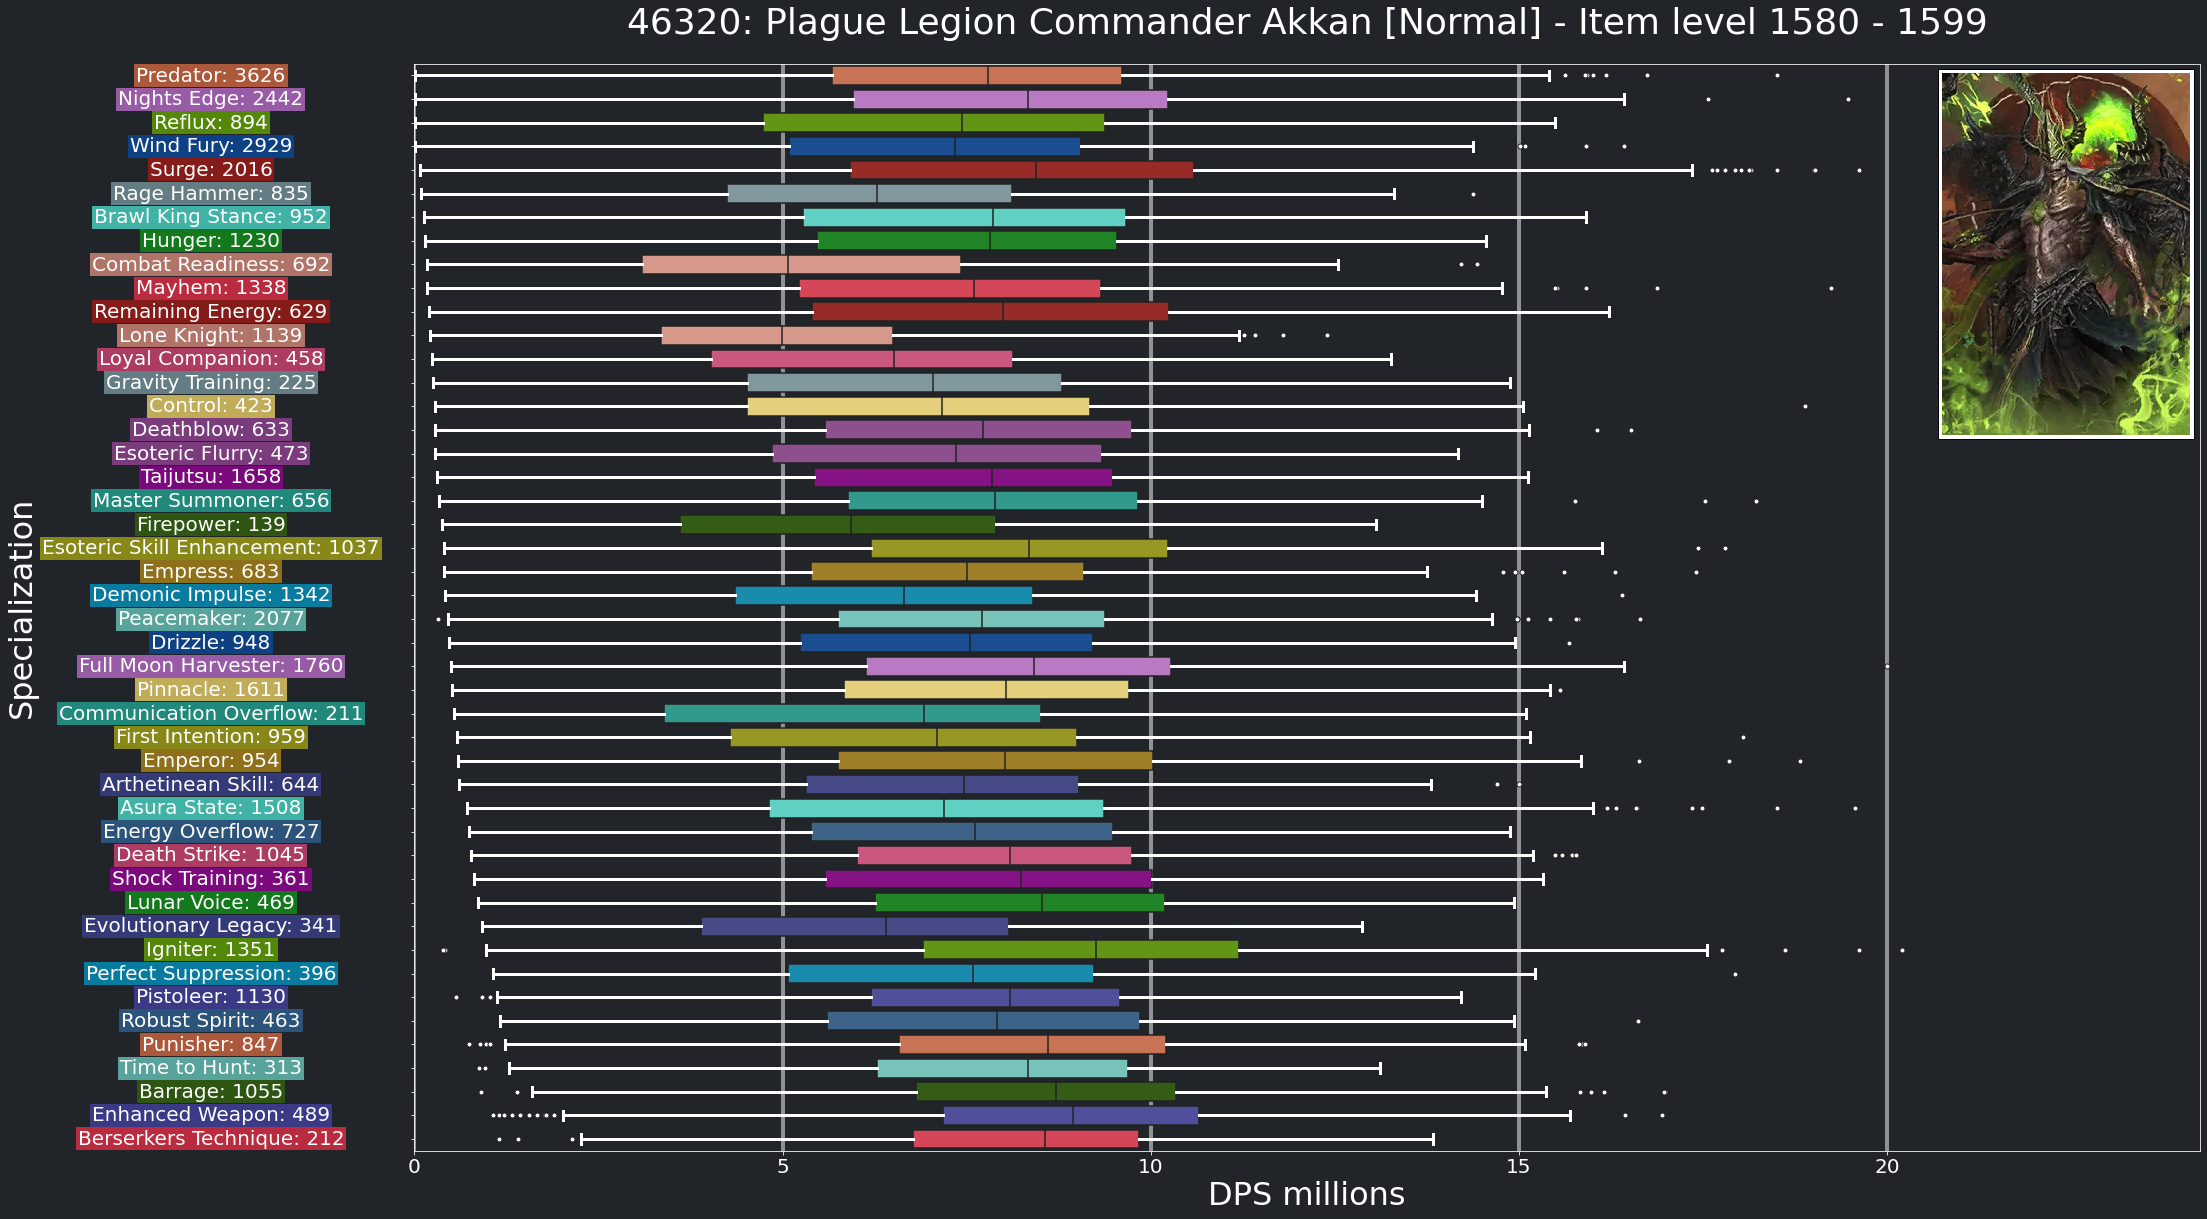 46320: Plague Legion Commander Akkan [Normal] - Item level 1580 - 1599
Specialization
Predator: 3626
Nights Edge: 2442
Reflux: 894
Wind Fury: 2929
Surge: 2016
Rage Hammer: 835
Brawl King Stance: 952
Hunger: 1230
Combat Readiness: 692
Mayhem: 1338
Remaining Energy: 629
Lone Knight: 1139
Loyal Companion: 458
Gravity Training: 225
Control: 423
Deathblow: 633
Esoteric Flurry: 473
Taijutsu: 1658
Master Summoner: 656
Firepower: 139
Esoteric Skill Enhancement: 1037
Empress: 683
Demonic Impulse: 1342
Peacemaker: 2077
Drizzle: 948
Full Moon Harvester: 1760
Pinnacle: 1611
Communication Overflow: 211
First Intention: 959
Emperor: 954
Arthetinean Skill: 644
Asura State: 1508
Energy Overflow: 727
Death Strike: 1045
Shock Training: 361
Lunar Voice: 469
Evolutionary Legacy: 341
Igniter: 1351
Perfect Suppression: 396
Pistoleer: 1130
Robust Spirit: 463
Punisher: 847
Time to Hunt: 313
Barrage: 1055
Enhanced Weapon: 489
Berserkers Technique: 212
0 5 10 15 20
DPS millions